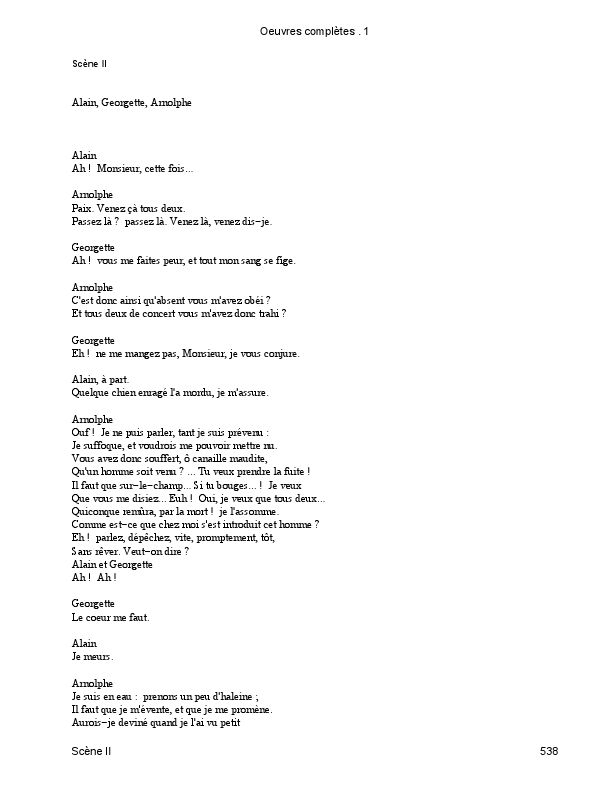 Oeuvres complètes . 1
Scène II
Alain, Georgette, Arnolphe
Alain
Ah ! Monsieur, cette fois...
Arnolphe
Paix. Venez çà tous deux.
Passez là ? passez là. Venez là, venez dis-je.
Georgette
Ah ! vous me faites peur, et tout mon sang se fige.
Arnolphe
C'est donc ainsi qu'absent vous m'avez obéi ?
Et tous deux de concert vous m'avez donc trahi ?
Georgette
Eh ! ne me mangez pas, Monsieur, je vous conjure.
Alain, à part.
Quelque chien enragé l'a mordu, je m'assure.
Arnolphe
Ouf ! Je ne puis parler, tant je suis prévenu :
Je suffoque, et voudrois me pouvoir mettre nu.
Vous avez donc souffert, ô canaille maudite,
Qu'un homme soit venu ? ... Tu veux prendre la fuite !
Il faut que sur-le-champ... Si tu bouges... ! Je veux
Que vous me disiez... Euh ! Oui, je veux que tous deux...
Quiconque remûra, par la mort ! je l'assomme.
Comme est-ce que chez moi s'est introduit cet homme ?
Eh ! parlez, dépêchez, vite, promptement, tôt,
Sans rêver. Veut-on dire ?
Alain et Georgette
Ah ! Ah !
Georgette
Le coeur me faut.
Alain
Je meurs.
Arnolphe
Je suis en eau : prenons un peu d'haleine ;
Il faut que je m'évente, et que je me promène.
Aurois-je deviné quand je l'ai vu petit
Scène II 538